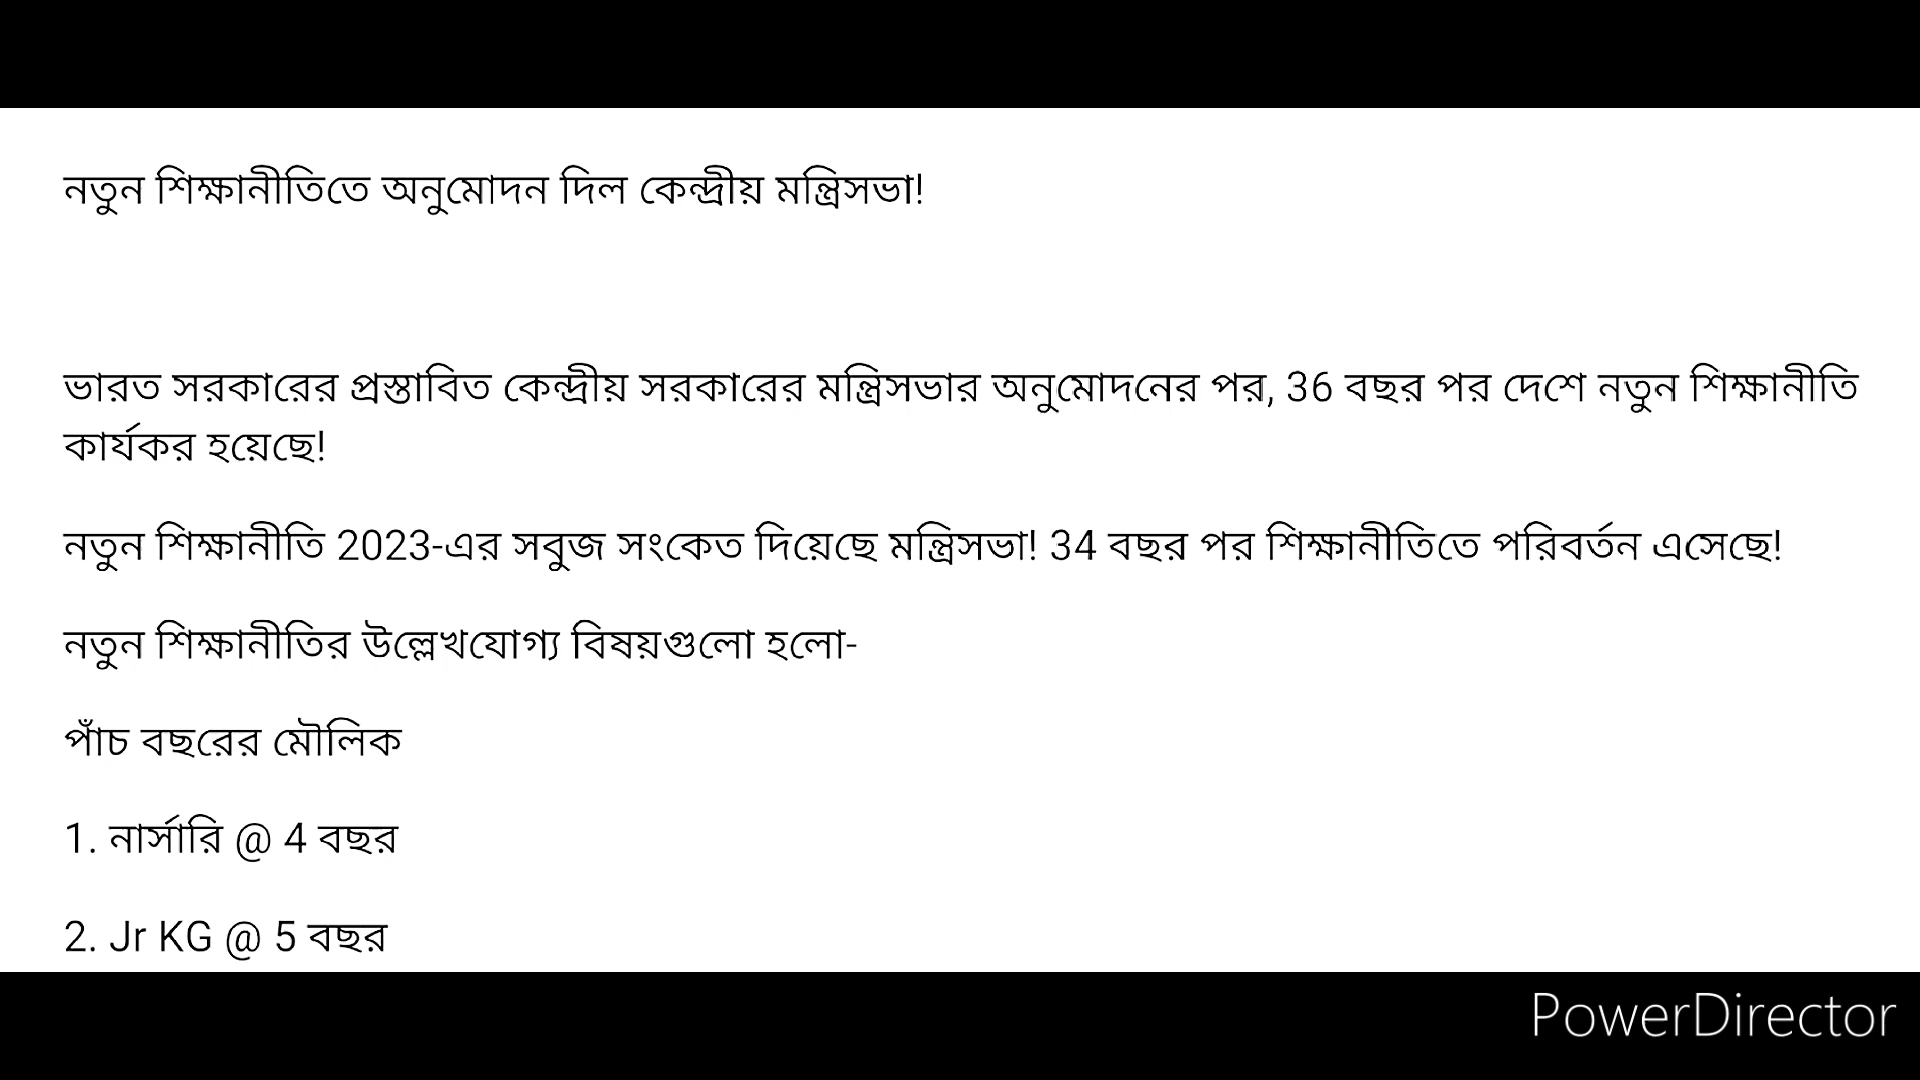 নতুন শিক্ষানীতিতে অনুমোদন দিল কেন্দ্রীয় মন্ত্রিসভা!
ভারত সরকারের প্রস্তাবিত কেন্দ্রীয় সরকারের মন্ত্রিসভার অনুমোদনের পর, 36 বছর পর দেশে নতুন শিক্ষানীতি
কার্যকর হয়েছে!
নতুন শিক্ষানীতি 2023-এর সবুজ সংকেত দিয়েছে মন্ত্রিসভা! 34 বছর পর শিক্ষানীতিতে পরিবর্তন এসেছে!
নতুন শিক্ষানীতির উল্লেখযোগ্য বিষয়গুলো হলো-
পাঁচ বছরের মৌলিক
1. নার্সারি @ 4 বছর
2. Jr KG @ 5 বছর
PowerDirector